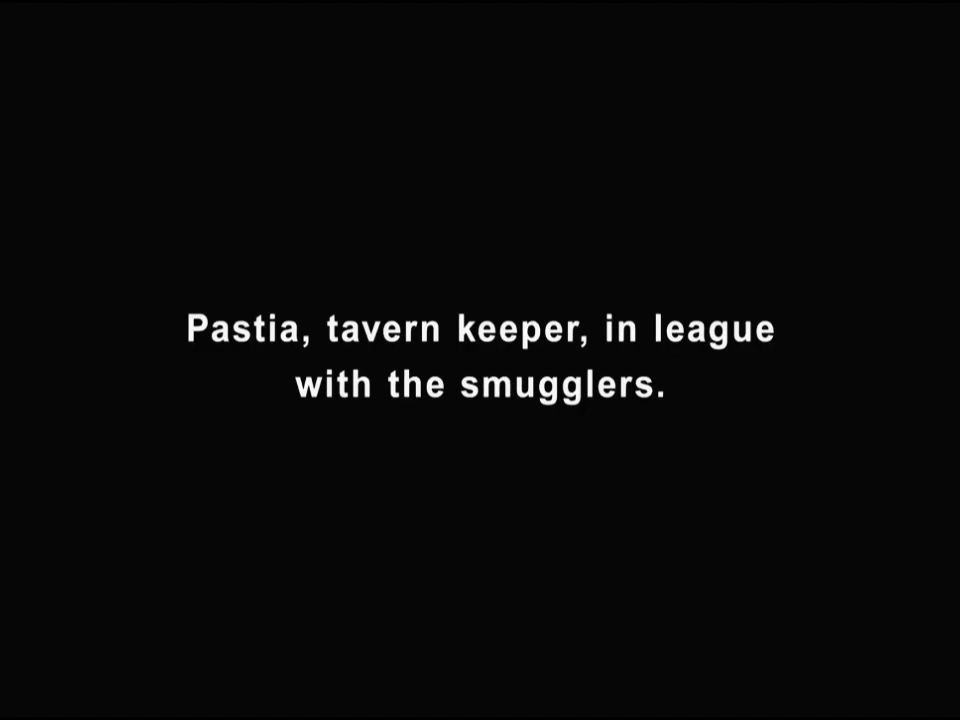 Pastia, tavern keeper, in league
with the smugglers.